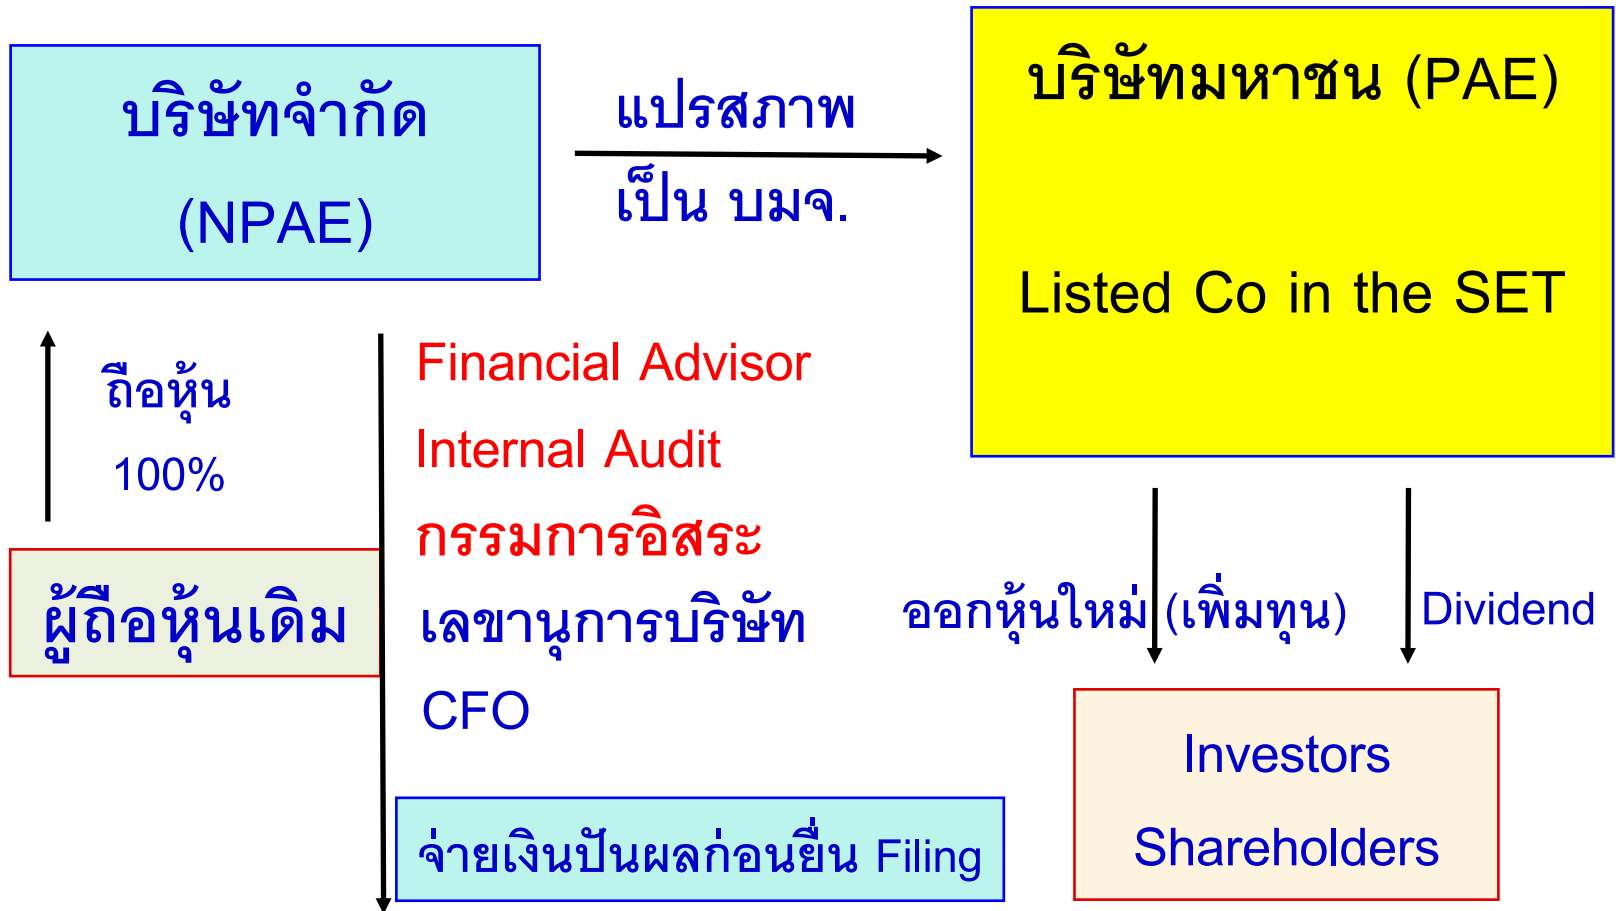 บริษัทจำกัด
(NPAE)
แปรสภาพ
เป็น บมจ.
บริษัทมหาชน (PAE)
Listed Co in the SET
ถือหุ้น
100%
ผู้ถือหุ้นเดิม
Financial Advisor
Internal Audit
กรรมการอิสระ
เลขานุการบริษัท
CFO
จ่ายเงินปันผลก่อนยื่น Filing
ออกหุ้นใหม่ (เพิ่มทุน)
Dividend
Investors
Shareholders